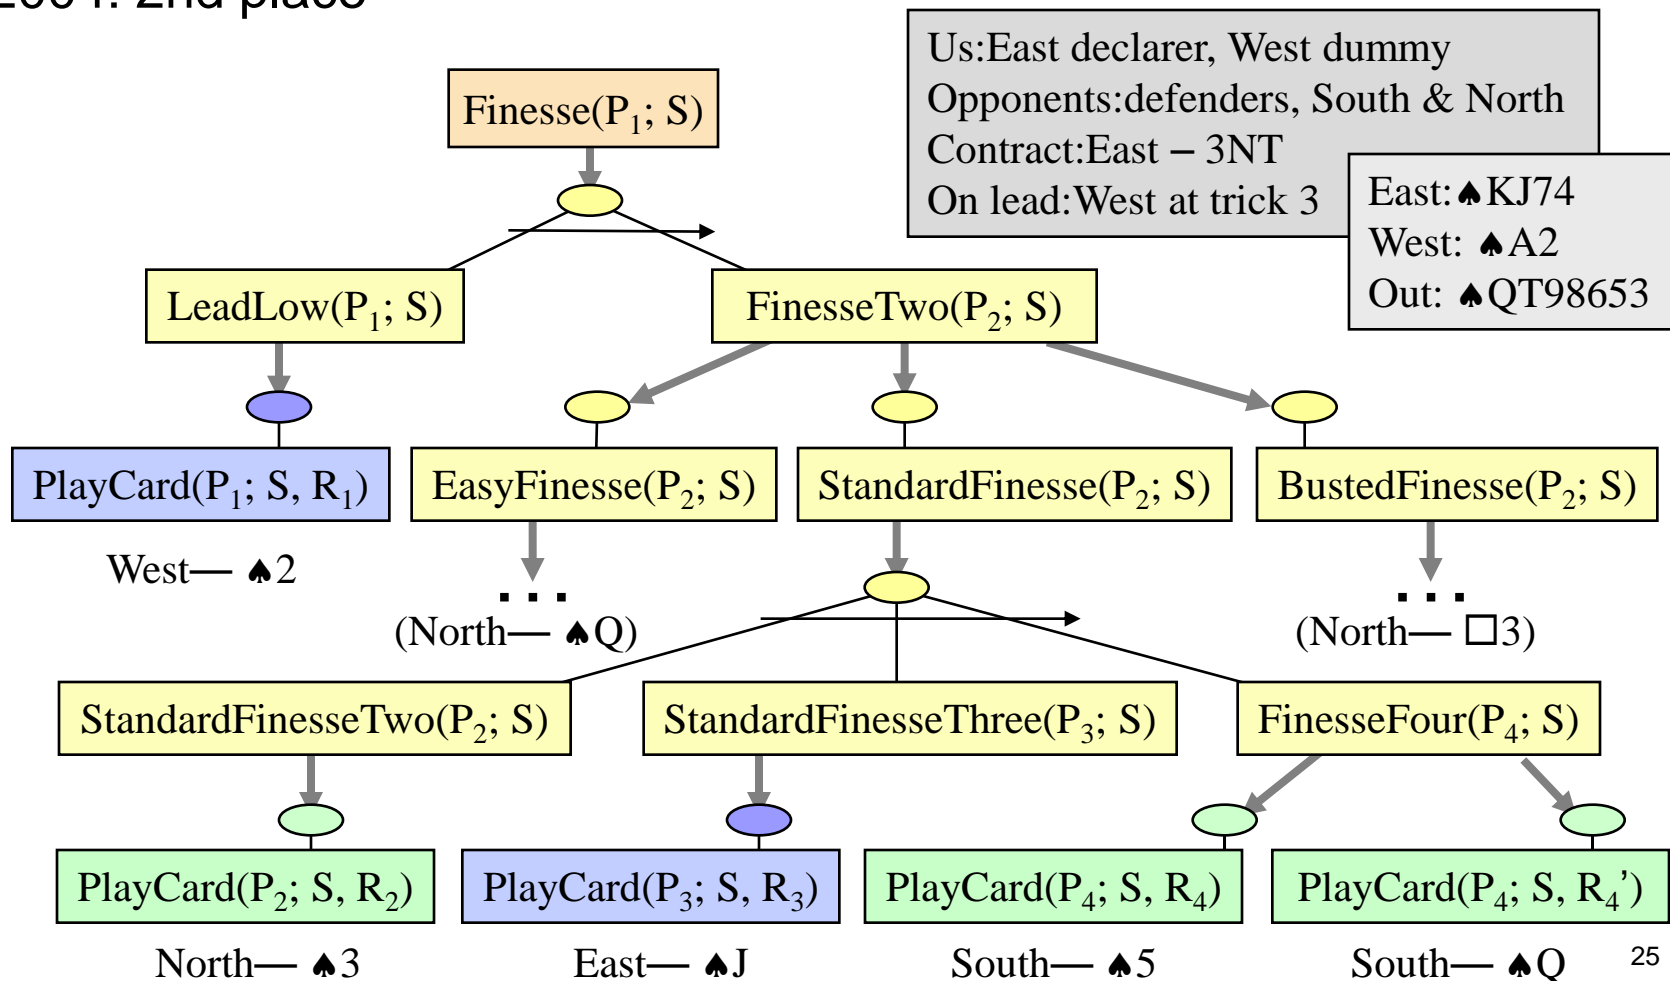 2004: 2nd place
Us:East declarer, West dummy
Opponents:defenders, South & North
Contract:East – 3NT
On lead:West at trick 3
East:♠KJ74
West: ♠A2
Out: ♠QT98653
Finesse(P₁; S)
LeadLow(P₁; S)
FinesseTwo(P₂; S)
PlayCard(P₁; S, R₁)
EasyFinesse(P₂; S)
StandardFinesse(P₂; S)
BustedFinesse(P₂; S)
West— ♠2
...
(North— ♠Q)
...
(North— □3)
StandardFinesseTwo(P₂; S)
StandardFinesseThree(P₃; S)
FinesseFour(P₄; S)
PlayCard(P₂; S, R₂)
PlayCard(P₃; S, R₃)
PlayCard(P₄; S, R₄)
PlayCard(P₄; S, R₄’)
North— ♠3
East— ♠J
South— ♠5
South— ♠Q
25